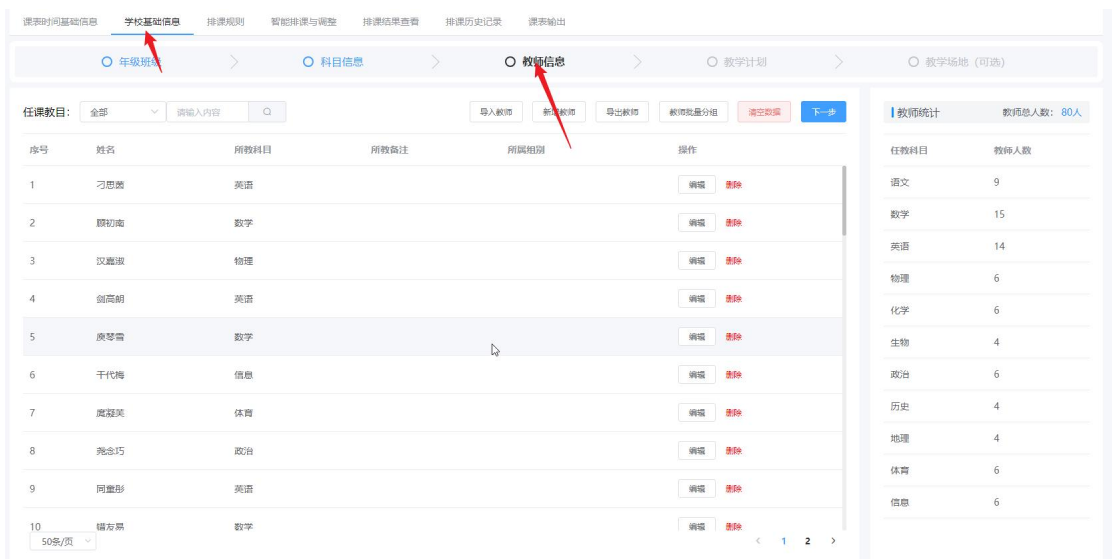 课表时间基础信息 学校基础信息 排课规则 智能排课与调整 排课结果查看 排课历史记录 课表输出
年级班级 科目信息 教师信息 教学计划 教学场地 (可选)
任课教目: 全部 请输入内容 导入教师 新增教师 导出教师 教师批量分组 清空数据 下一步
序号 姓名 所教科目 所教备注 所属组别 操作
1 刁思茵 英语 编辑 删除
2 顾初南 数学 编辑 删除
3 汉嘉淑 物理 编辑 删除
4 剑高朗 英语 编辑 删除
5 琴雪 数学 编辑 删除
6 干代梅 信息 编辑 删除
7 凝芙 体育 编辑 删除
8 尧念巧 政治 编辑 删除
9 同童彤 英语 编辑 删除
10 友易 数学 编辑 删除
50条/页 1 2
教师统计 教师总人数: 80人
任教科目 教师人数
语文 9
数学 15
英语 14
物理 6
化学 6
生物 4
政治 6
历史 4
地理 4
体育 6
信息 6